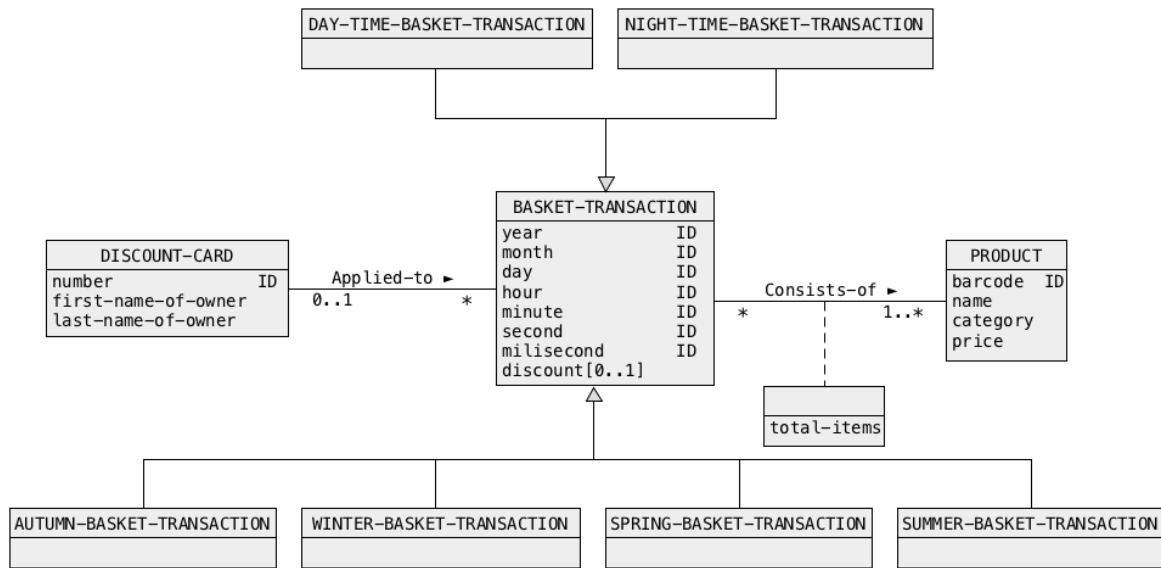 DAY-TIME-BASKET-TRANSACTION
NIGHT-TIME-BASKET-TRANSACTION
BASKET-TRANSACTION
year ID
month ID
day ID
hour ID
minute ID
second ID
milisecond ID
discount[0..1]
DISCOUNT-CARD
number ID
first-name-of-owner
last-name-of-owner
Applied-to ►
0..1 *
Consists-of ►
* 1..*
PRODUCT
barcode ID
name
category
price
total-items
AUTUMN-BASKET-TRANSACTION
WINTER-BASKET-TRANSACTION
SPRING-BASKET-TRANSACTION
SUMMER-BASKET-TRANSACTION